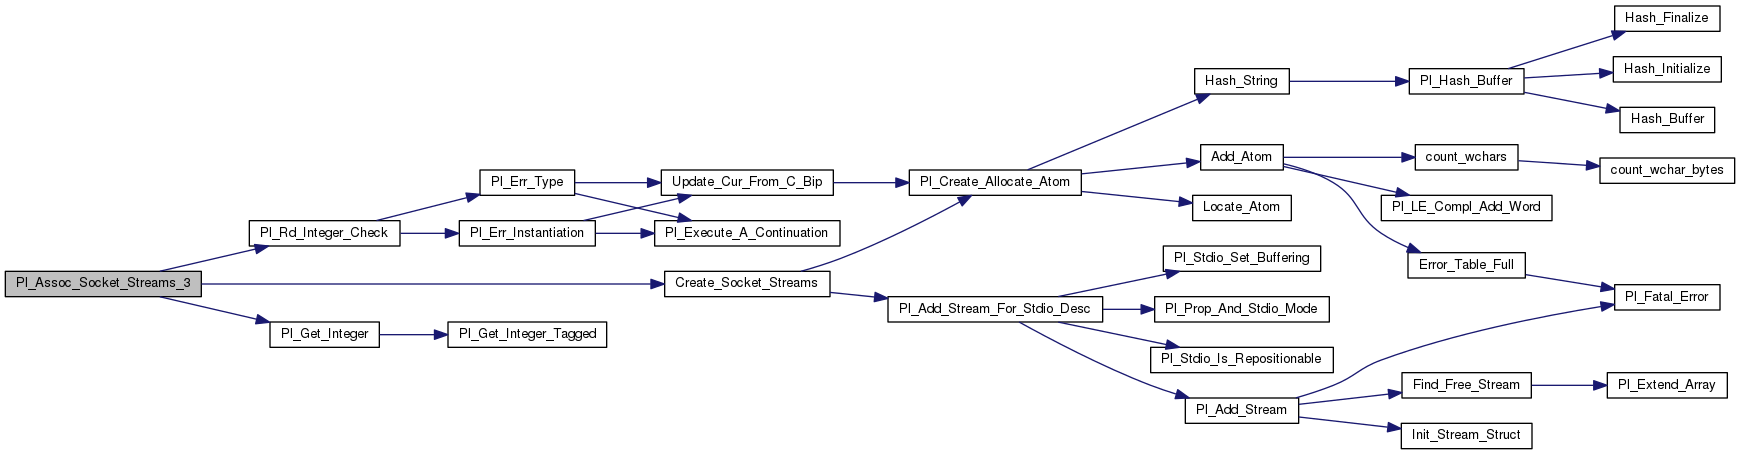 Hash_Finalize
Hash_Initialize
Hash_String
Pl_Hash_Buffer
Hash_Buffer
Add_Atom
count_wchars
count_wchar_bytes
Pl_Err_Type
Update_Cur_From_C_Bip
Pl_Create_Allocate_Atom
Pl_LE_Compl_Add_Word
Locate_Atom
Pl_Rd_Integer_Check
Pl_Err_Instantiation
Pl_Execute_A_Continuation
Pl_Stdio_Set_Buffering
Error_Table_Full
Pl_Assoc_Socket_Streams_3
Create_Socket_Streams
Pl_Fatal_Error
Pl_Add_Stream_For_Stdio_Desc
Pl_Prop_And_Stdio_Mode
Pl_Get_Integer
Pl_Get_Integer_Tagged
Pl_Stdio_Is_Repositionable
Find_Free_Stream
Pl_Extend_Array
Pl_Add_Stream
Init_Stream_Struct